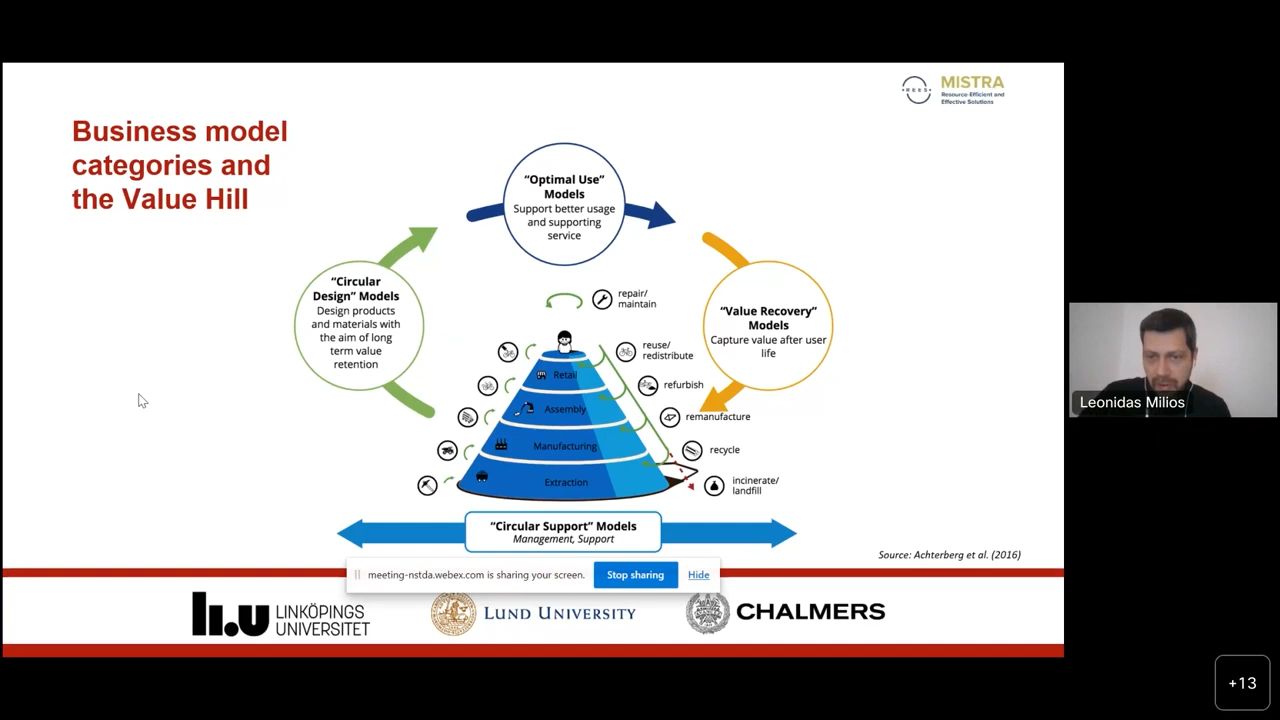 REES
MISTRA
Resource-Efficient and
Effective Solutions
Business model
categories and
the Value Hill
“Optimal Use”
Models
Support better usage
and supporting
service
“Circular
Design” Models
Design products
and materials with
the aim of long
term value
retention
“Value Recovery”
Models
Capture value after user
life
repair/
maintain
reuse/
redistribute
refurbish
remanufacture
recycle
incinerate/
landfill
Retail
Assembly
Manufacturing
Extraction
“Circular Support” Models
Management, Support
Source: Achterberg et al. (2016)
meeting-nstda.webex.com is sharing your screen.
Stop sharing
Hide
LINKÖPINGS
UNIVERSITET
LUND UNIVERSITY
CHALMERS
Leonidas Milios
+13